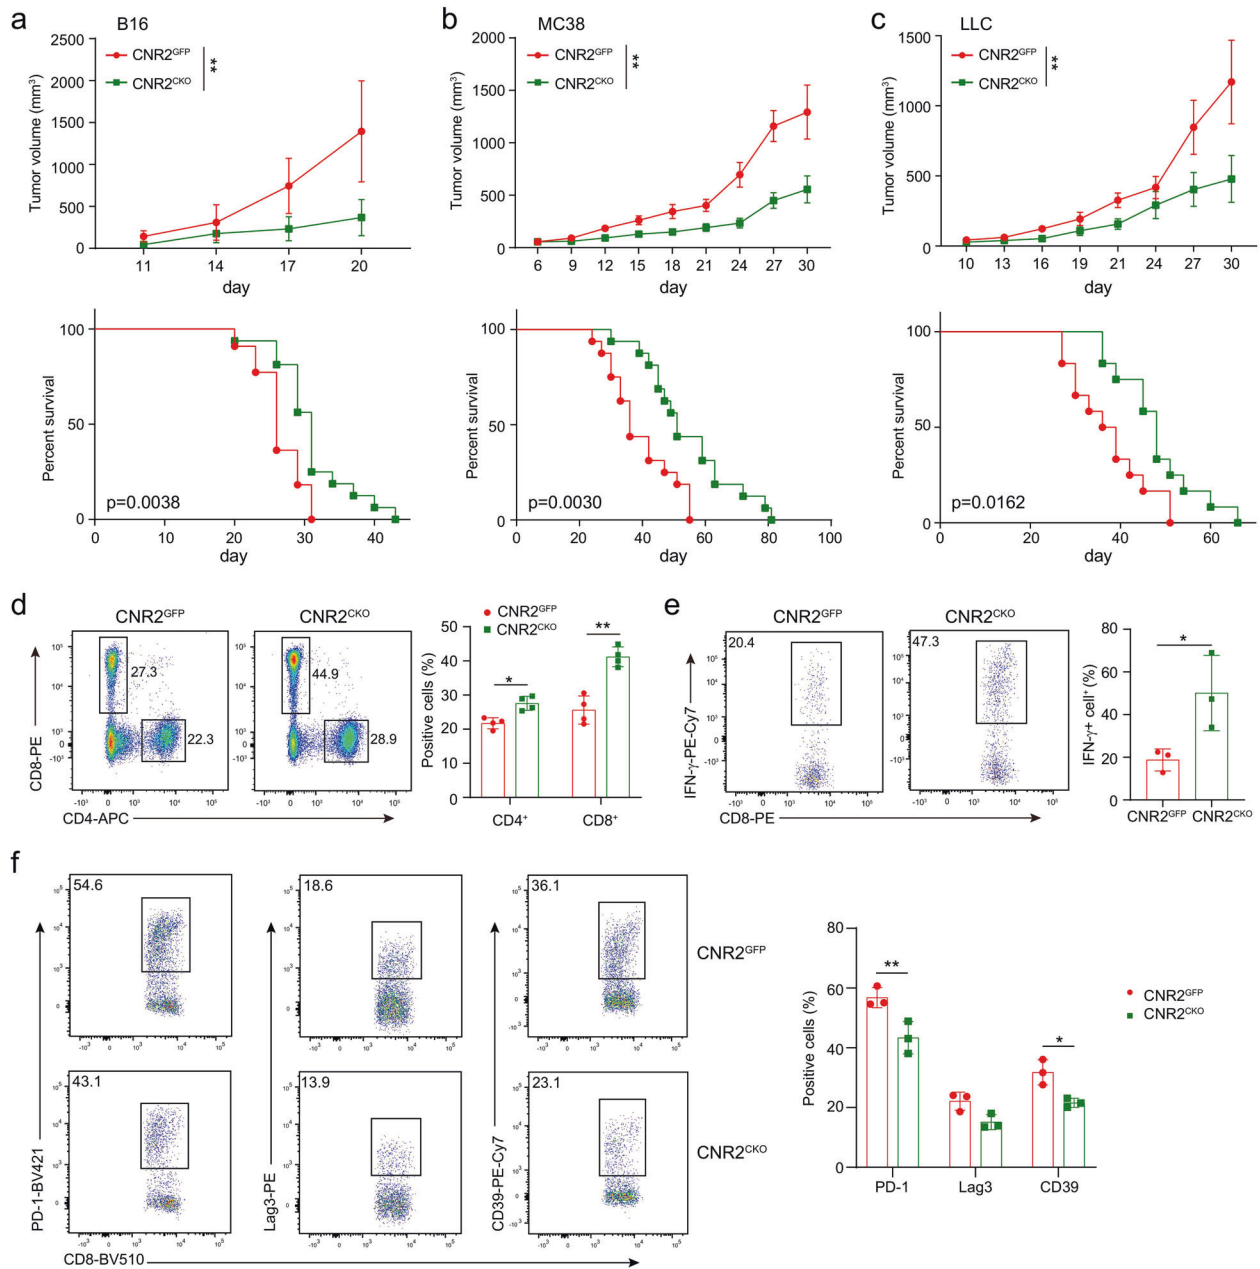 a
B16
CNR2GFP
CNR2CKO
**
Tumor volume (mm3)
2500
2000
1500
1000
500
0
11 14 17 20
day
Percent survival
100
50
0
p=0.0038
0 20 40
day
b
MC38
CNR2GFP
CNR2CKO
**
Tumor volume (mm3)
2000
1500
1000
500
0
6 9 12 15 18 21 24 27 30
day
Percent survival
100
50
0
p=0.0030
0 20 40 60 80 100
day
c
LLC
CNR2GFP
CNR2CKO
**
Tumor volume (mm3)
1500
1000
500
0
10 13 16 19 21 24 27 30
day
Percent survival
100
50
0
p=0.0162
0 20 40 60
day
d
CNR2GFP
CNR2CKO
27.3
22.3
44.9
28.9
CD8-PE
CD4-APC
CNR2GFP
CNR2CKO
Positive cells (%)
50
40
30
20
10
0
*
**
CD4+ CD8+
e
CNR2GFP
CNR2CKO
20.4
47.3
IFN-γ-PE-Cy7
CD8-PE
IFN-γ+ cell+ (%)
80
60
40
20
0
*
CNR2GFP CNR2CKO
f
54.6
18.6
36.1
CNR2GFP
43.1
13.9
23.1
CNR2CKO
PD-1-BV421
Lag3-PE
CD39-PE-Cy7
CD8-BV510
Positive cells (%)
80
60
40
20
0
**
*
PD-1 Lag3 CD39
CNR2GFP
CNR2CKO